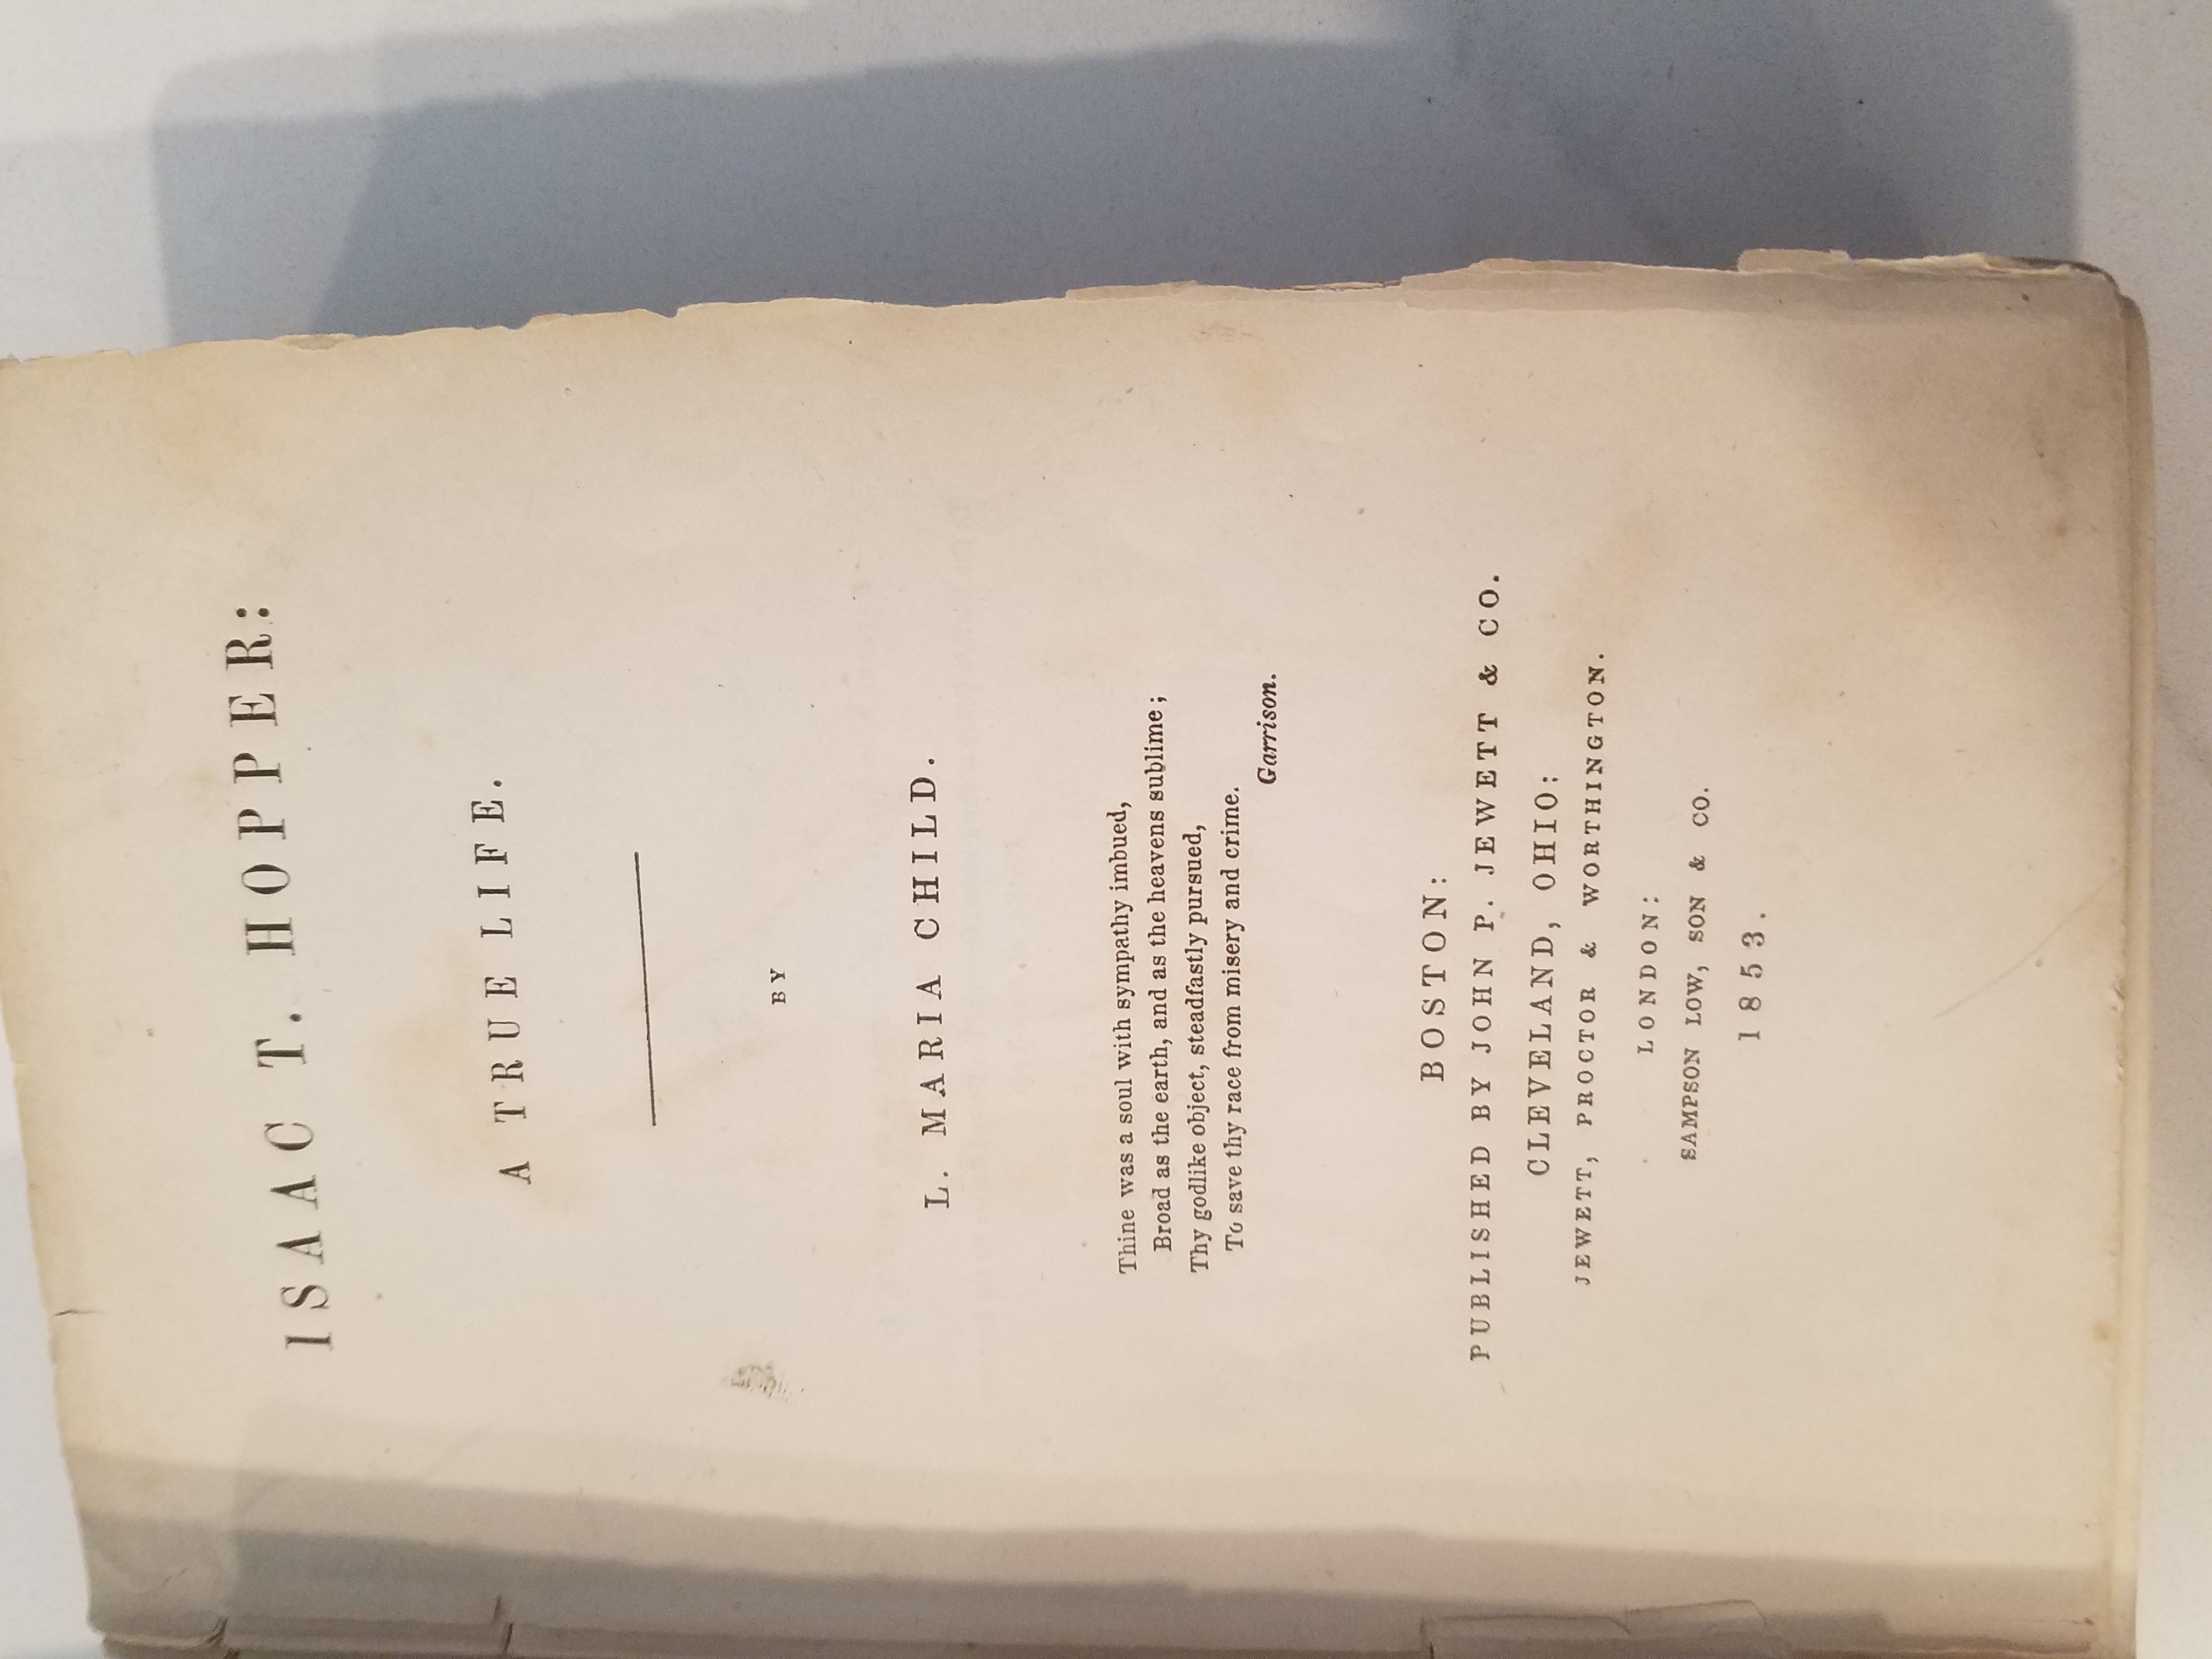 ISAAC T. HOPPER:
A TRUE LIFE.
BY
L. MARIA CHILD.
Thine was a soul with sympathy imbued,
Broad as the earth, and as the heavens sublime;
Thy godlike object, steadfastly pursued,
To save thy race from misery and crime.
Garrison.
BOSTON:
PUBLISHED BY JOHN P. JEWETT & CO.
CLEVELAND, OHIO:
JEWETT, PROCTOR & WORTHINGTON.
LONDON:
SAMPSON LOW, SON & CO.
1853.